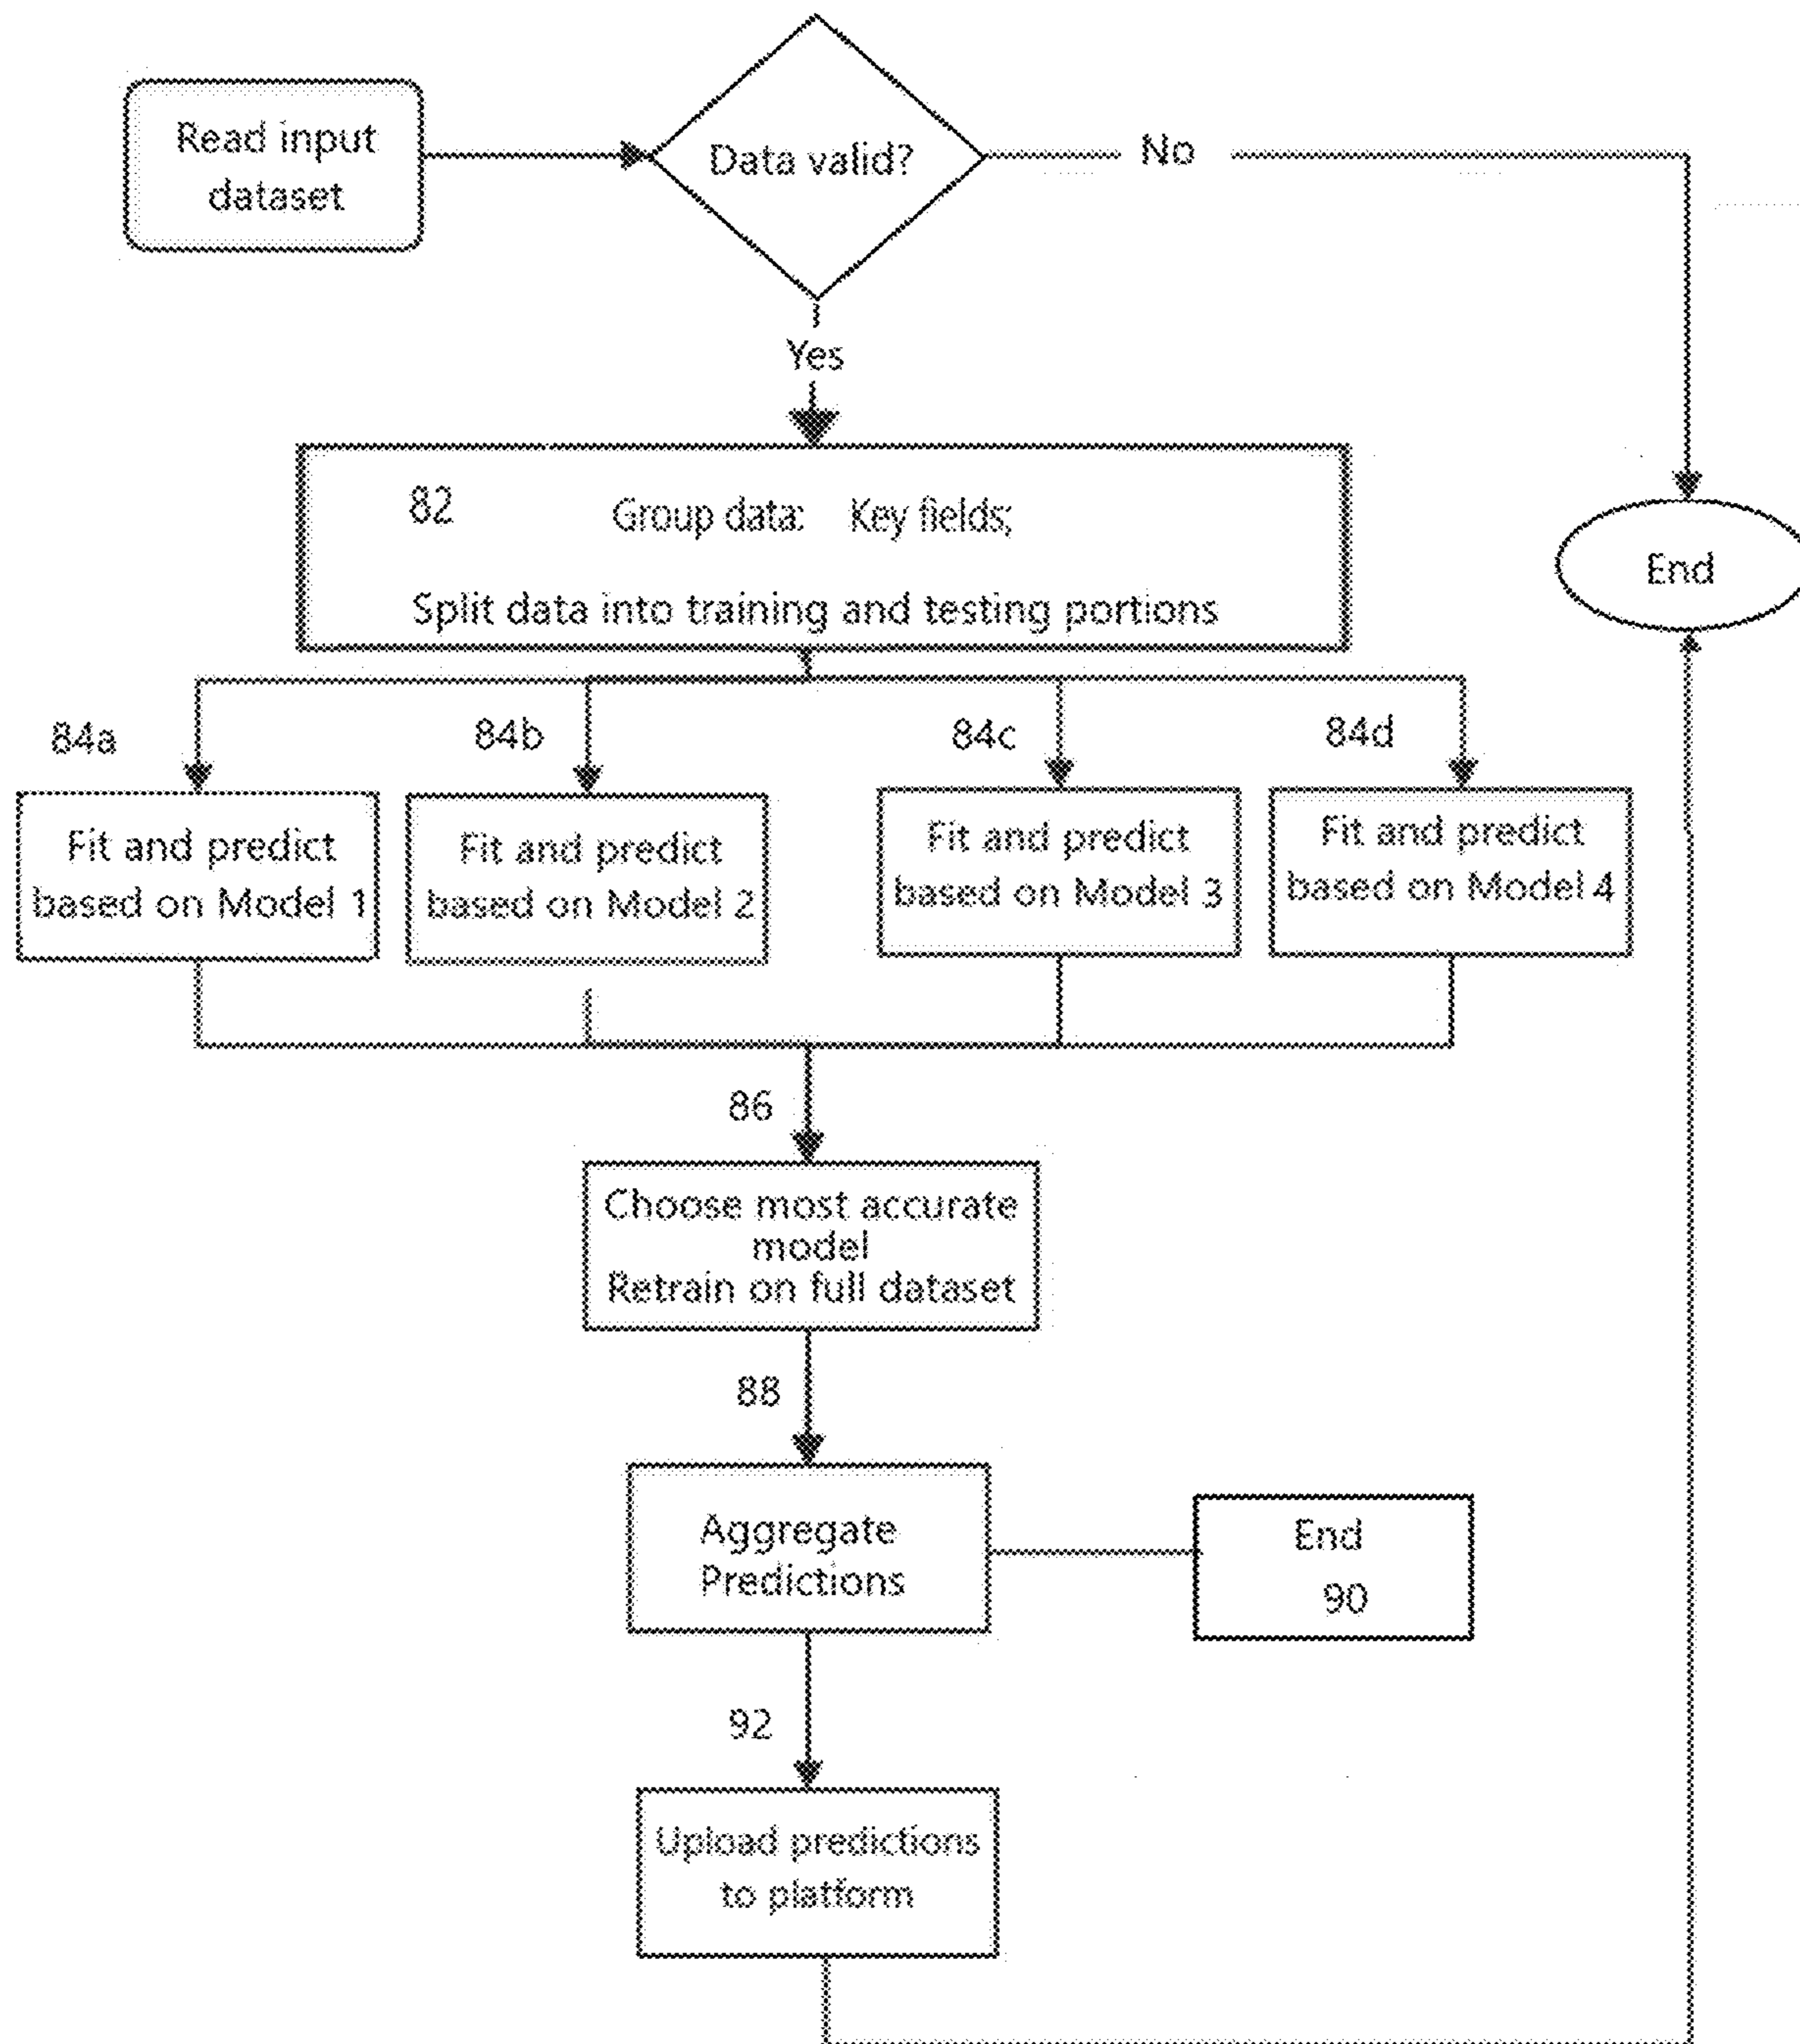 Read input
dataset
Data valid?
No
Yes
82 Group data: Key fields;
Split data into training and testing portions
End
84a
84b
84c
84d
Fit and predict
based on Model 1
Fit and predict
based on Model 2
Fit and predict
based on Model 3
Fit and predict
based on Model 4
86
Choose most accurate
model
Retrain on full dataset
88
Aggregate
Predictions
End
90
92
Upload predictions
to platform